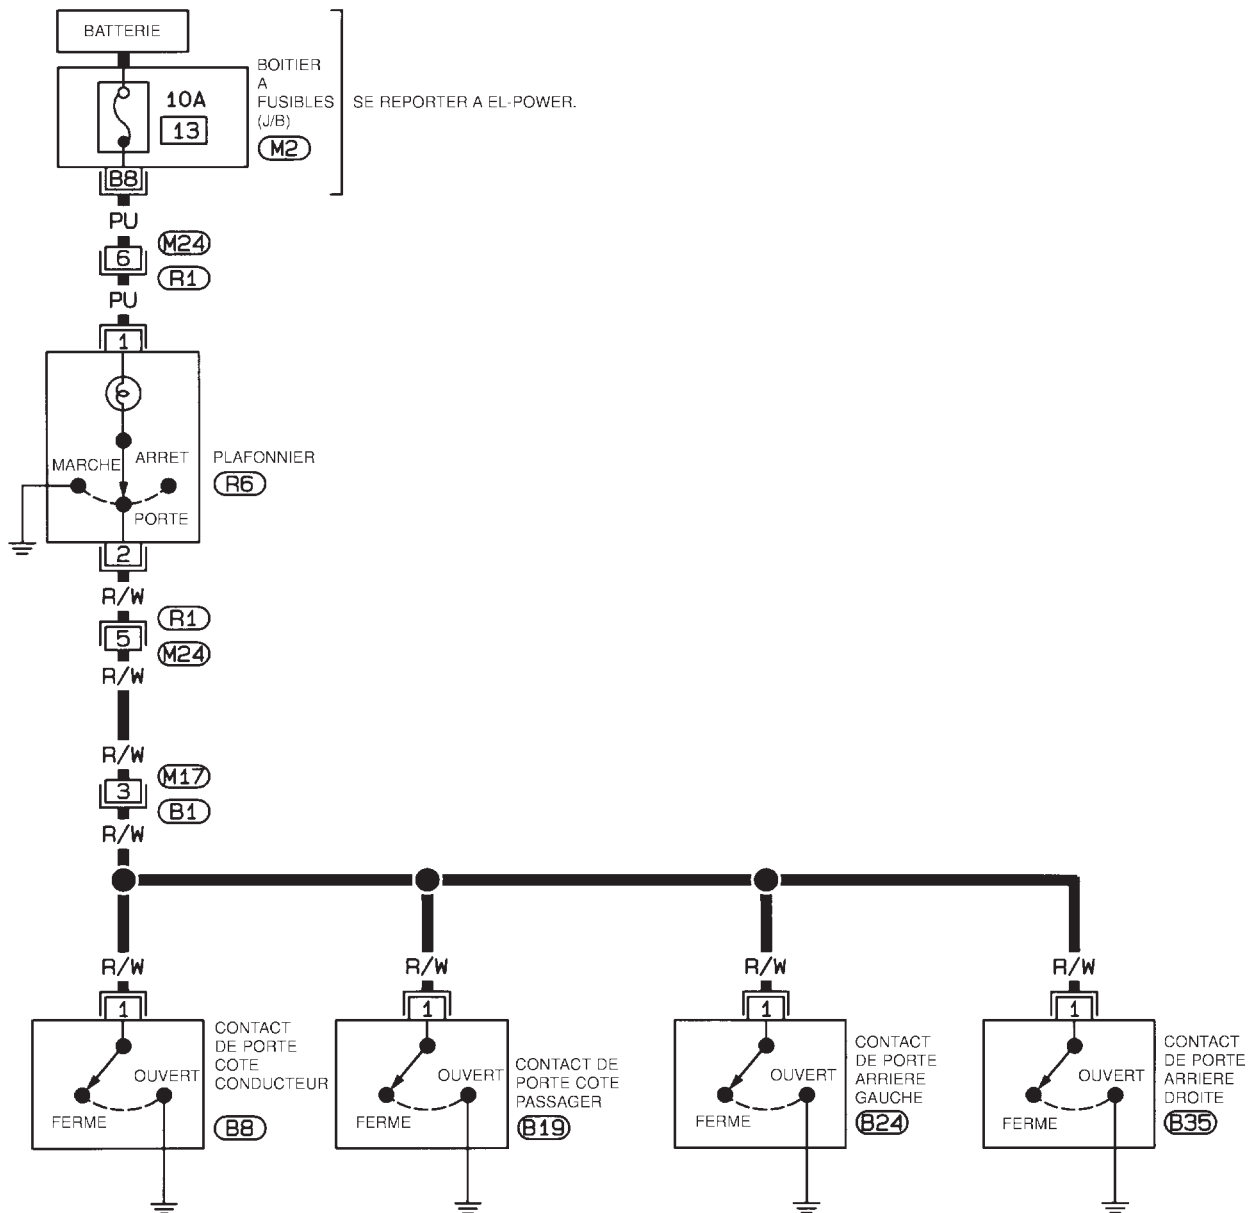 BATTERIE
10A
13
BOITIER
A
FUSIBLES
(J/B)
M2
SE REPORTER A EL-POWER.
B8
PU
6
M24
R1
PU
1
MARCHE
ARRET
PORTE
PLAFONNIER
R6
2
R/W
R1
5
M24
R/W
R/W
M17
3
B1
R/W
R/W
R/W
R/W
R/W
1
1
1
1
OUVERT
FERME
CONTACT
DE PORTE
COTE
CONDUCTEUR
B8
OUVERT
FERME
CONTACT DE
PORTE COTE
PASSAGER
B19
OUVERT
FERME
CONTACT
DE PORTE
ARRIERE
GAUCHE
B24
OUVERT
FERME
CONTACT
DE PORTE
ARRIERE
DROITE
B35